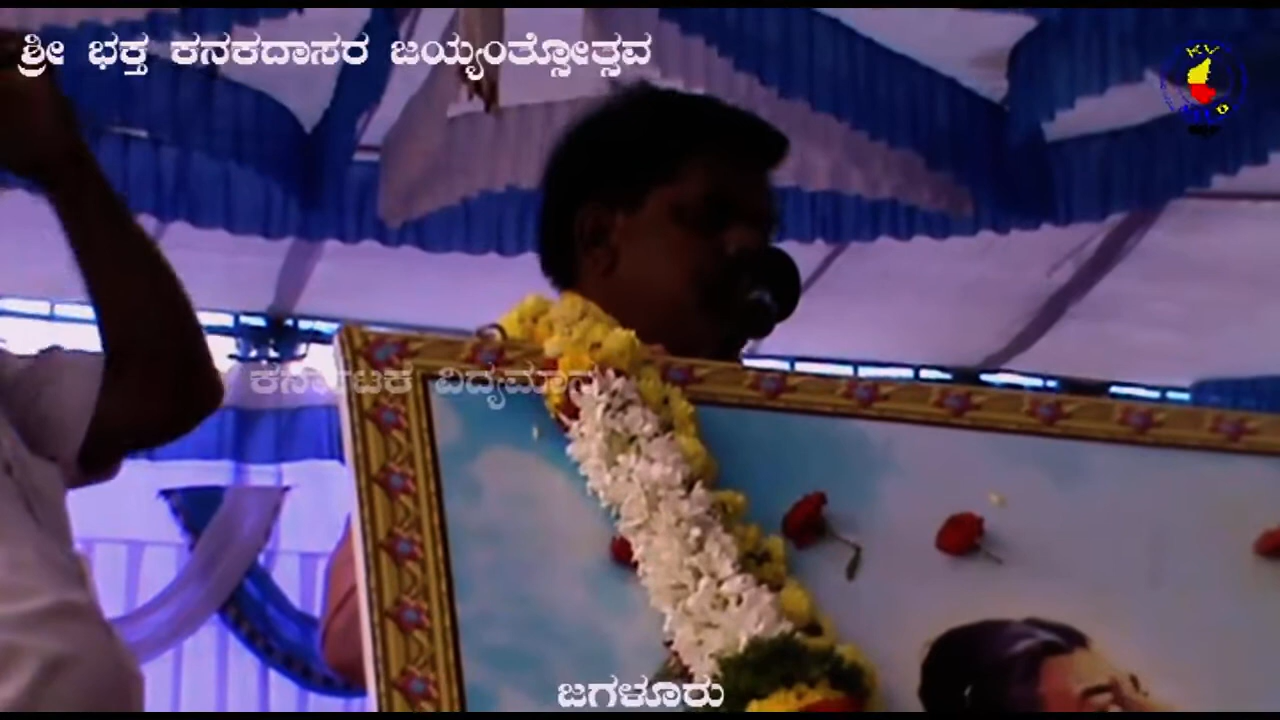 ಶ್ರೀ ಭಕ್ತ ಕನಕದಾಸರ ಜಯ್ಯಂತ್ಸೋತ್ಸವ
ಕರ್ನಾಟಕ ವಿದ್ಯಮಾನ
ಜಗಳೂರು